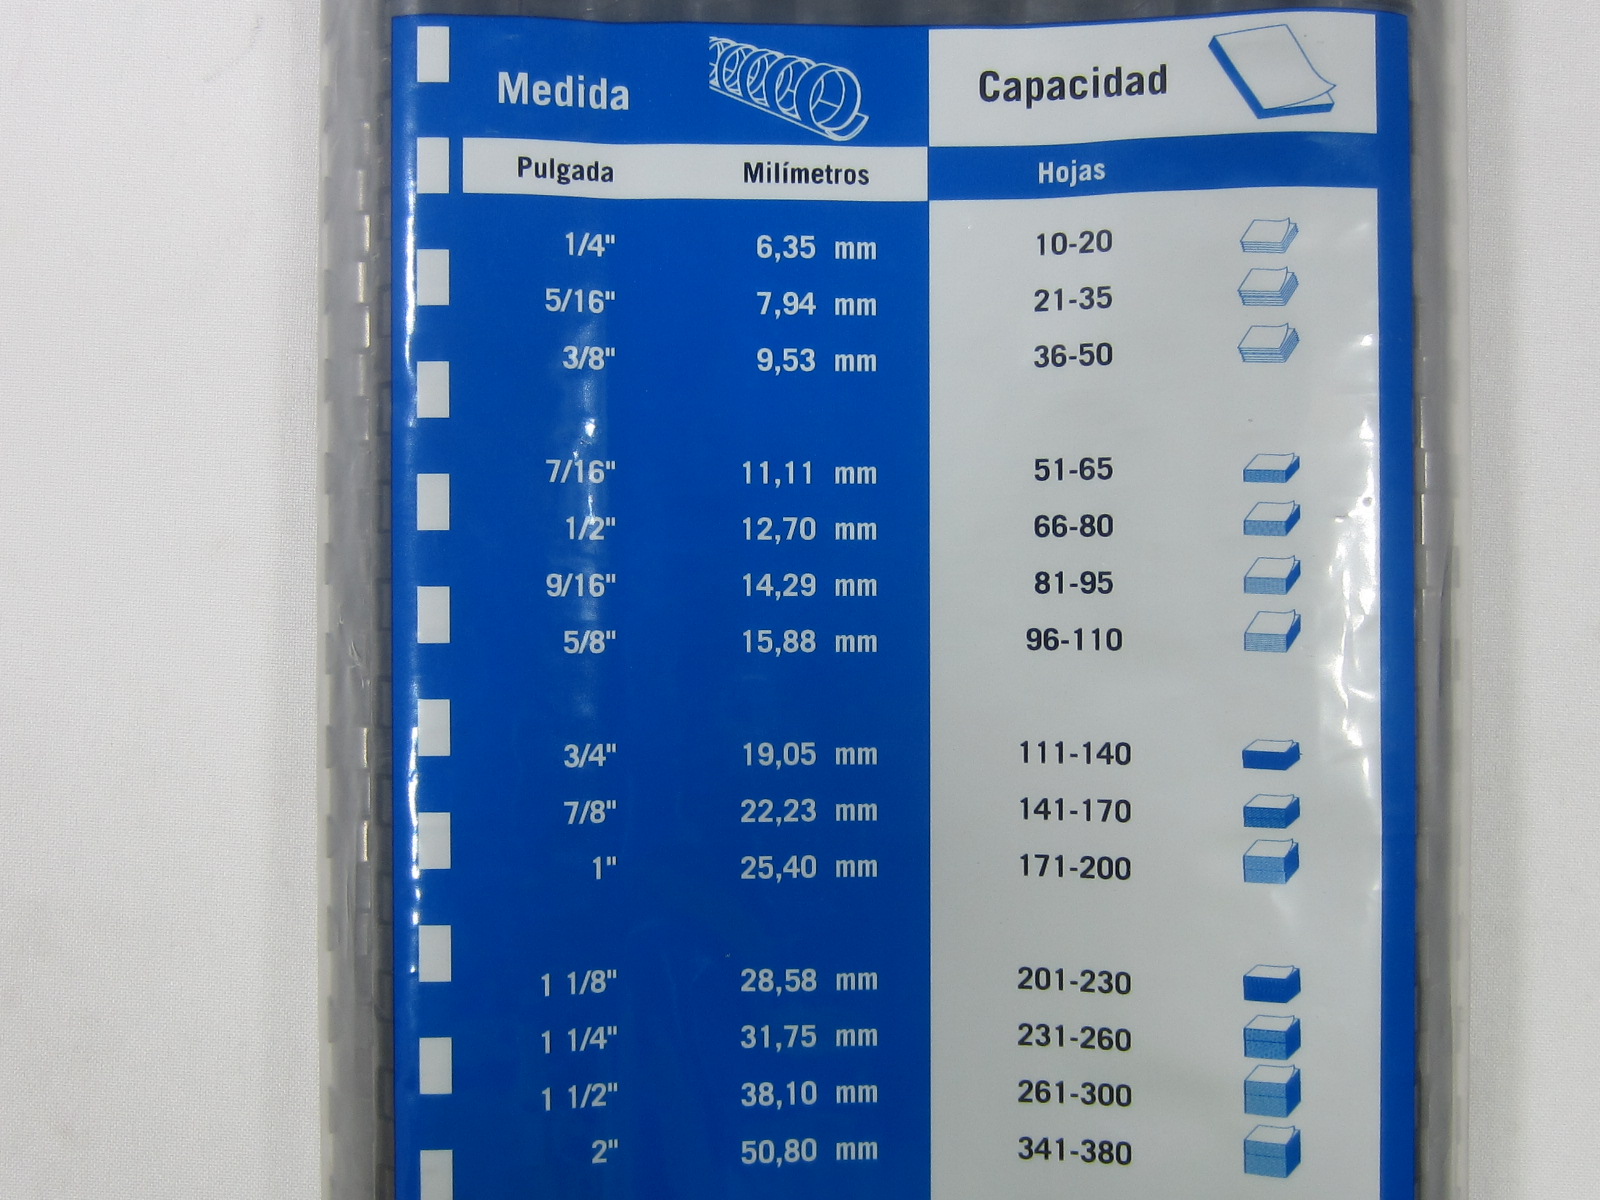 Medida Capacidad
Pulgada Milímetros Hojas
1/4" 6,35 mm 10-20
5/16" 7,94 mm 21-35
3/8" 9,53 mm 36-50
7/16" 11,11 mm 51-65
1/2" 12,70 mm 66-80
9/16" 14,29 mm 81-95
5/8" 15,88 mm 96-110
3/4" 19,05 mm 111-140
7/8" 22,23 mm 141-170
1" 25,40 mm 171-200
1 1/8" 28,58 mm 201-230
1 1/4" 31,75 mm 231-260
1 1/2" 38,10 mm 261-300
2" 50,80 mm 341-380